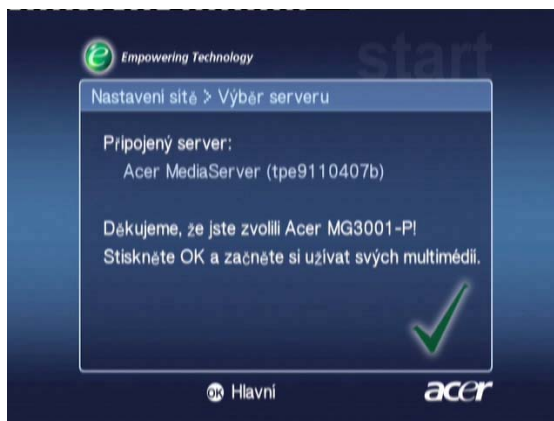 start
Empowering Technology
Nastavení sítě > Výběr serveru
Připojený server:
Acer MediaServer (tpe9110407b)
Děkujeme, že jste zvolili Acer MG3001-P!
Stiskněte OK a začněte si užívat svých multimédií.
OK Hlavní
acer